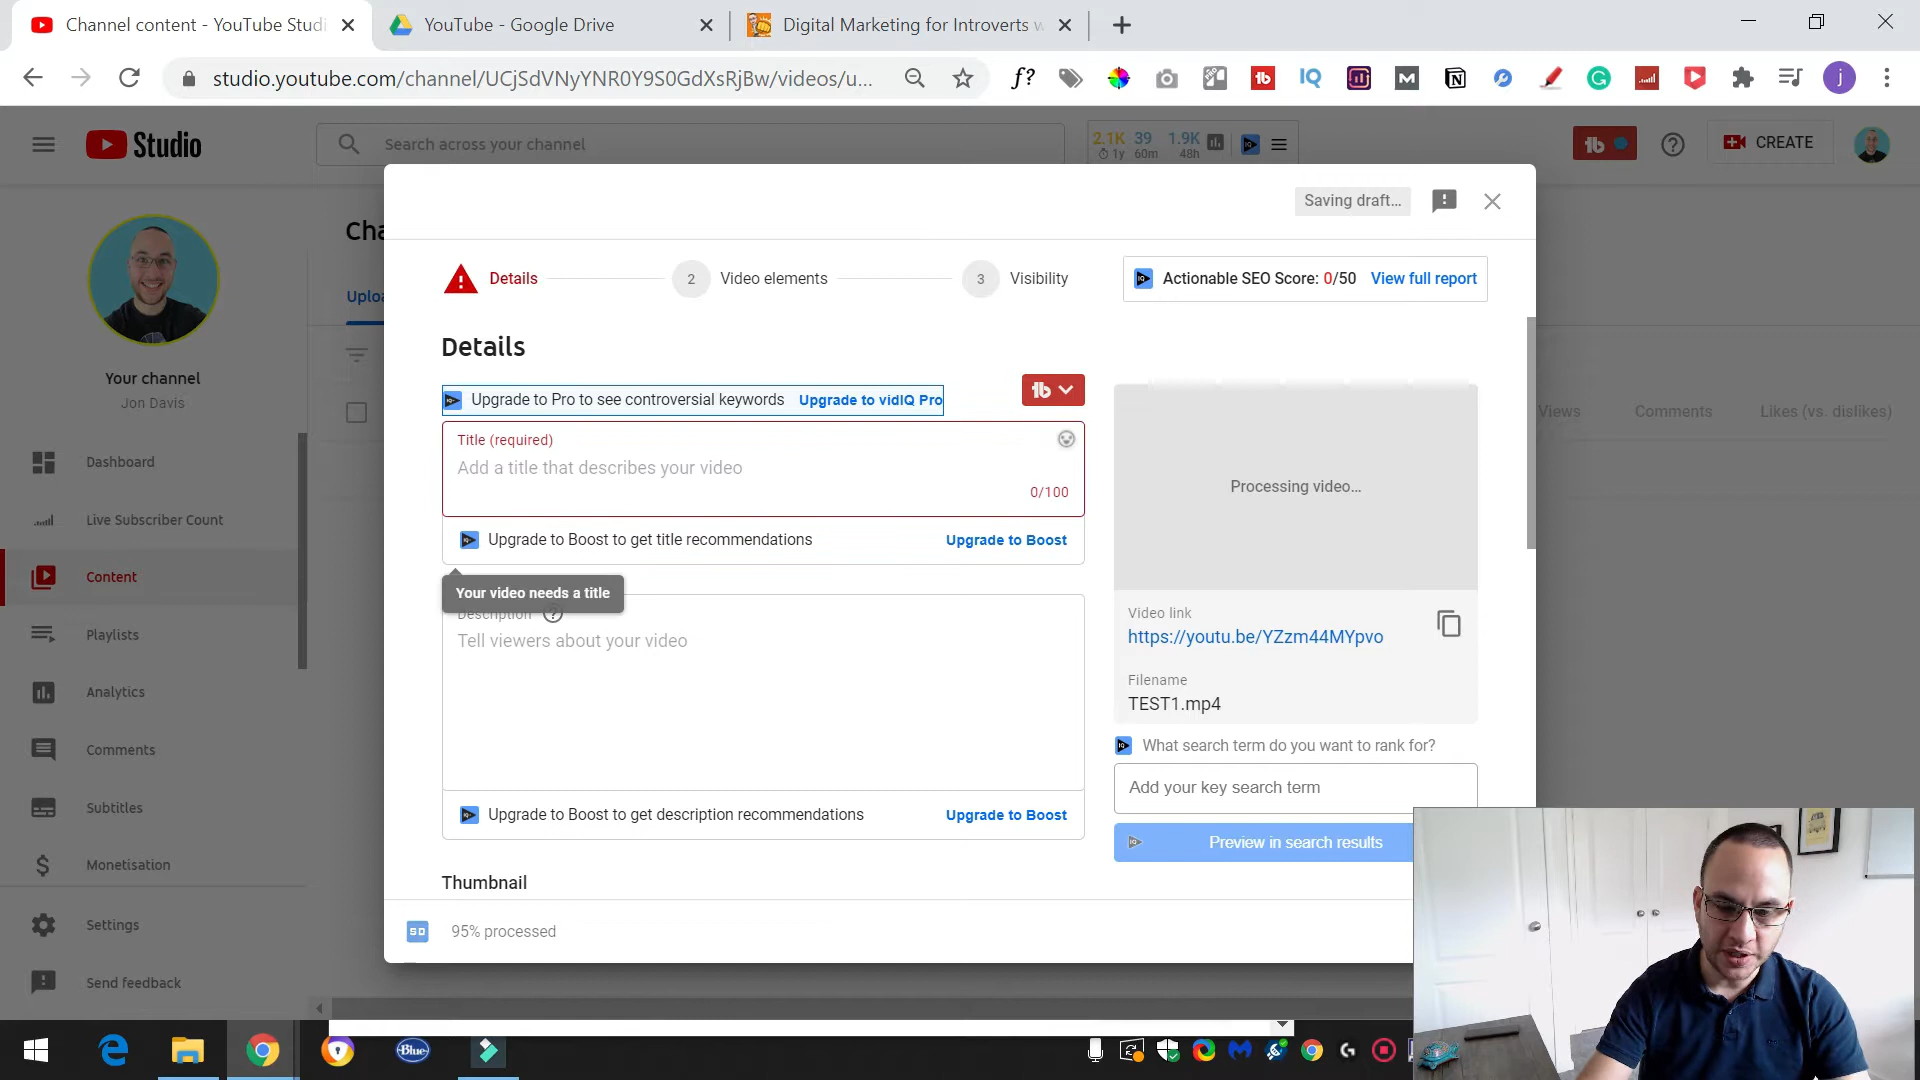 Channel content - YouTube Studi
YouTube - Google Drive
Digital Marketing for Introverts w
studio.youtube.com/channel/UCjSdVNyYNR0Y9S0GdXsRjBw/videos/u...
f?
IQ
Studio
Search across your channel
2.1K 39 1.9K
1y 60m 48h
CREATE
Cha
Saving draft...
Details
2 Video elements
3 Visibility
Actionable SEO Score: 0/50 View full report
Uplo
Your channel
Jon Davis
Details
Upgrade to Pro to see controversial keywords Upgrade to vidIQ Pro
Title (required)
Add a title that describes your video
0/100
Upgrade to Boost to get title recommendations Upgrade to Boost
Your video needs a title
Description
Tell viewers about your video
Upgrade to Boost to get description recommendations Upgrade to Boost
Thumbnail
SD 95% processed
Processing video...
Video link
https://youtu.be/YZzm44MYpvo
Filename
TEST1.mp4
What search term do you want to rank for?
Add your key search term
Preview in search results
Views Comments Likes (vs. dislikes)
Dashboard
Live Subscriber Count
Content
Playlists
Analytics
Comments
Subtitles
Monetisation
Settings
Send feedback
Blue